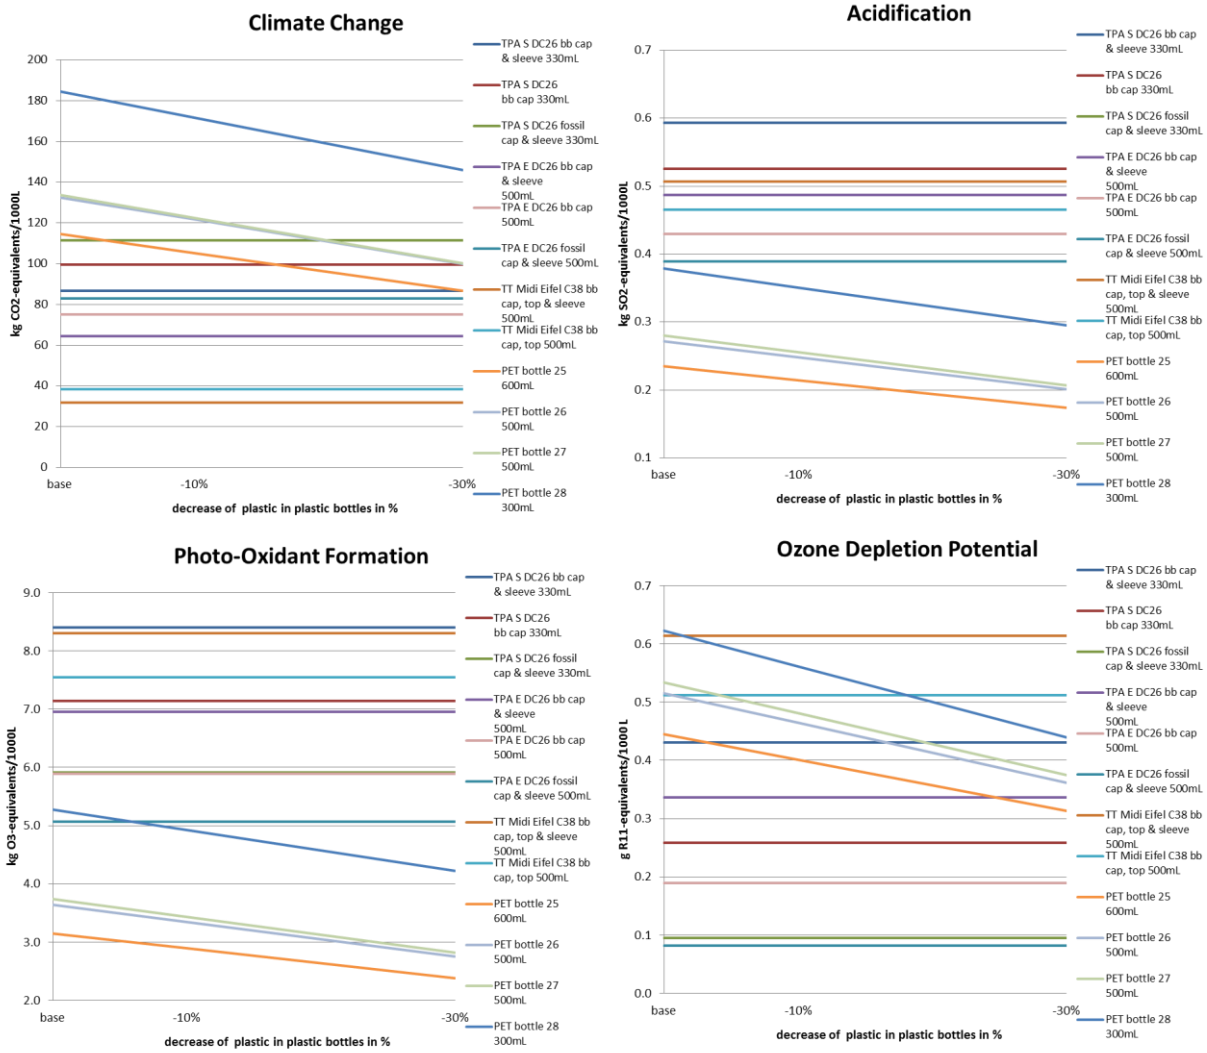 Climate Change
kg CO2-equivalents/1000L
200
180
160
140
120
100
80
60
40
20
0
base
-10%
-30%
decrease of plastic in plastic bottles in %
TPA S DC26 bb cap
& sleeve 330mL
TPA S DC26
bb cap 330mL
TPA S DC26 fossil
cap & sleeve 330mL
TPA E DC26 bb cap
& sleeve
500mL
TPA E DC26 bb cap
500mL
TPA E DC26 fossil
cap & sleeve 500mL
TT Midi Eifel C38 bb
cap, top & sleeve
500mL
TT Midi Eifel C38 bb
cap, top 500mL
PET bottle 25
600mL
PET bottle 26
500mL
PET bottle 27
500mL
PET bottle 28
300mL
Acidification
kg SO2-equivalents/1000L
0.7
0.6
0.5
0.4
0.3
0.2
0.1
base
-10%
-30%
decrease of plastic in plastic bottles in %
TPA S DC26 bb cap
& sleeve 330mL
TPA S DC26
bb cap 330mL
TPA S DC26 fossil
cap & sleeve 330mL
TPA E DC26 bb cap
& sleeve
500mL
TPA E DC26 bb cap
500mL
TPA E DC26 fossil
cap & sleeve 500mL
TT Midi Eifel C38 bb
cap, top & sleeve
500mL
TT Midi Eifel C38 bb
cap, top 500mL
PET bottle 25
600mL
PET bottle 26
500mL
PET bottle 27
500mL
PET bottle 28
300mL
Photo-Oxidant Formation
kg O3-equivalents/1000L
9.0
8.0
7.0
6.0
5.0
4.0
3.0
2.0
base
-10%
-30%
decrease of plastic in plastic bottles in %
TPA S DC26 bb cap
& sleeve 330mL
TPA S DC26
bb cap 330mL
TPA S DC26 fossil
cap & sleeve 330mL
TPA E DC26 bb cap
& sleeve
500mL
TPA E DC26 bb cap
500mL
TPA E DC26 fossil
cap & sleeve 500mL
TT Midi Eifel C38 bb
cap, top & sleeve
500mL
TT Midi Eifel C38 bb
cap, top 500mL
PET bottle 25
600mL
PET bottle 26
500mL
PET bottle 27
500mL
PET bottle 28
300mL
Ozone Depletion Potential
g R11-equivalents/1000 L
0.7
0.6
0.5
0.4
0.3
0.2
0.1
0.0
base
-10%
-30%
decrease of plastic in plastic bottles in %
TPA S DC26 bb cap
& sleeve 330mL
TPA S DC26
bb cap 330mL
TPA S DC26 fossil
cap & sleeve 330mL
TPA E DC26 bb cap
& sleeve
500mL
TPA E DC26 bb cap
500mL
TPA E DC26 fossil
cap & sleeve 500mL
TT Midi Eifel C38 bb
cap, top & sleeve
500mL
TT Midi Eifel C38 bb
cap, top 500mL
PET bottle 25
600mL
PET bottle 26
500mL
PET bottle 27
500mL
PET bottle 28
300mL